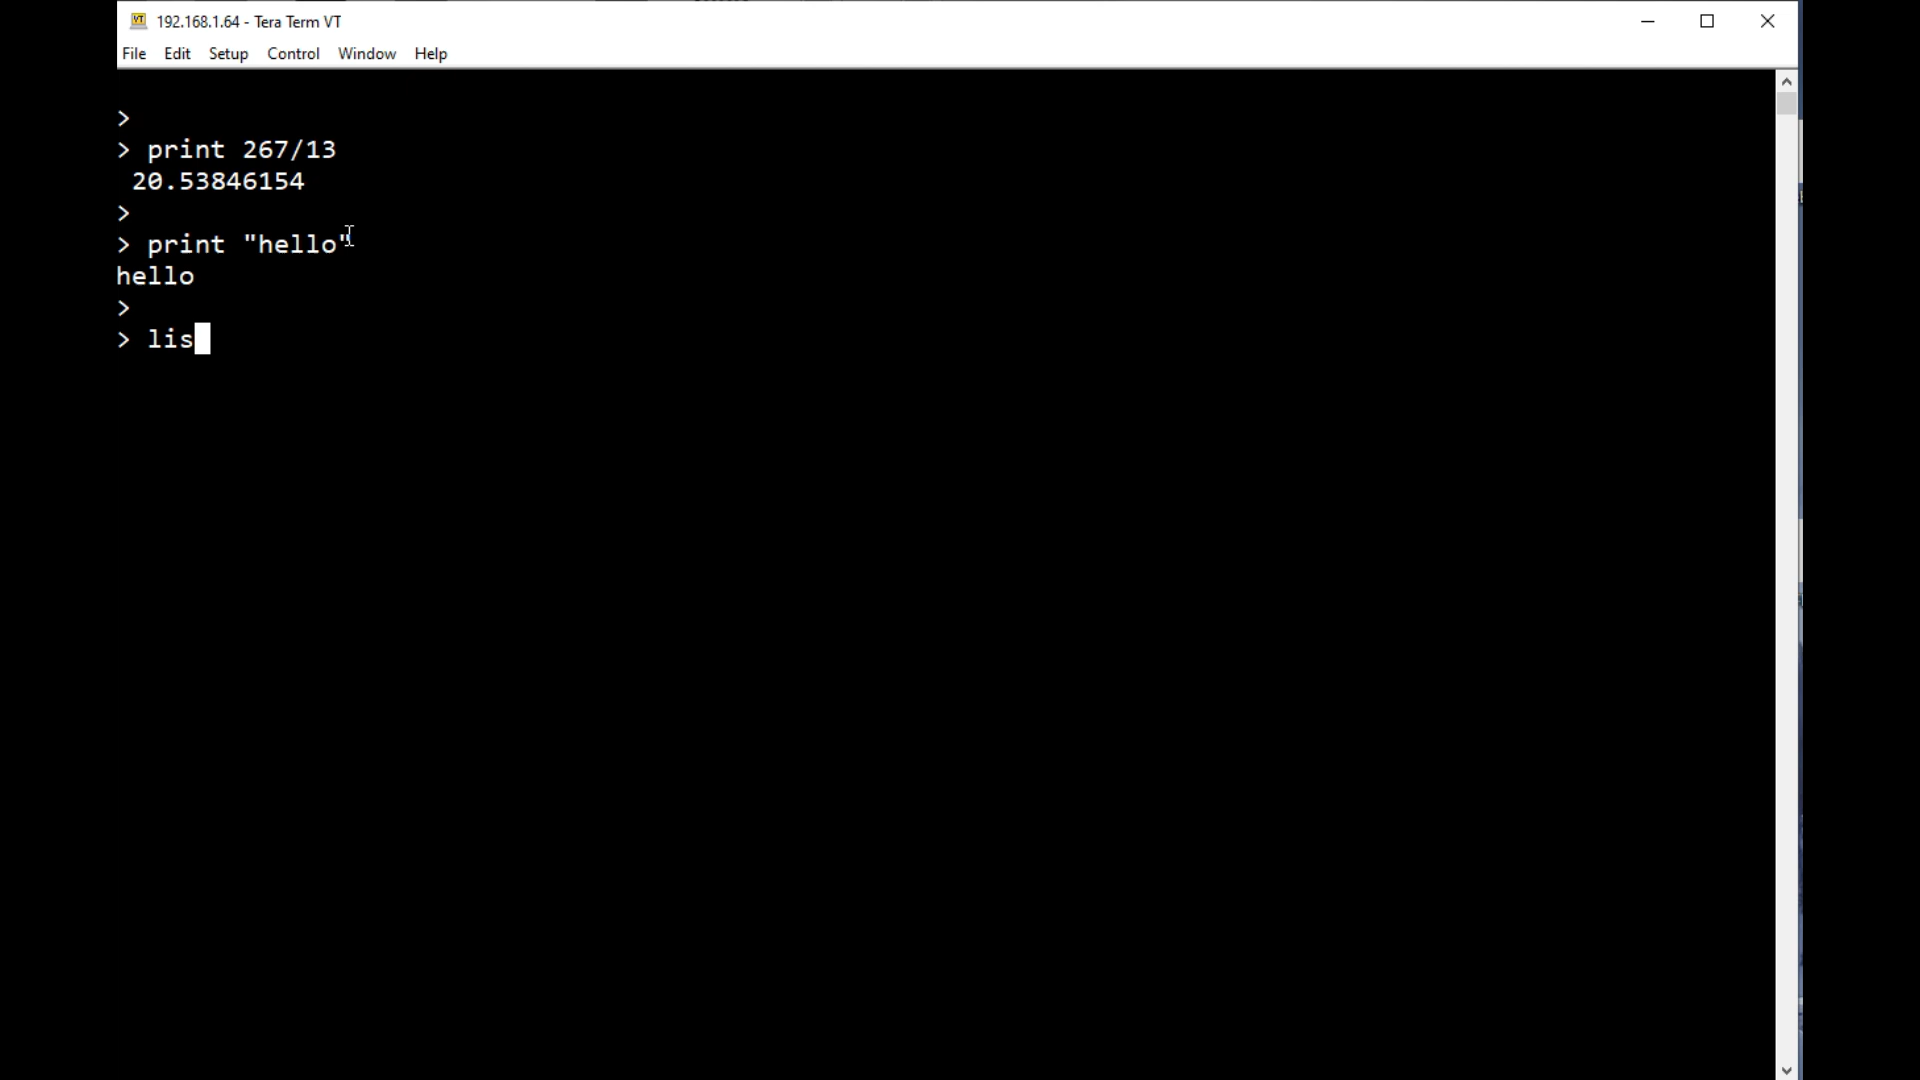 192.168.1.64 - Tera Term VT
File Edit Setup Control Window Help
>
> print 267/13
20.53846154
>
> print "hello"
hello
>
> lis